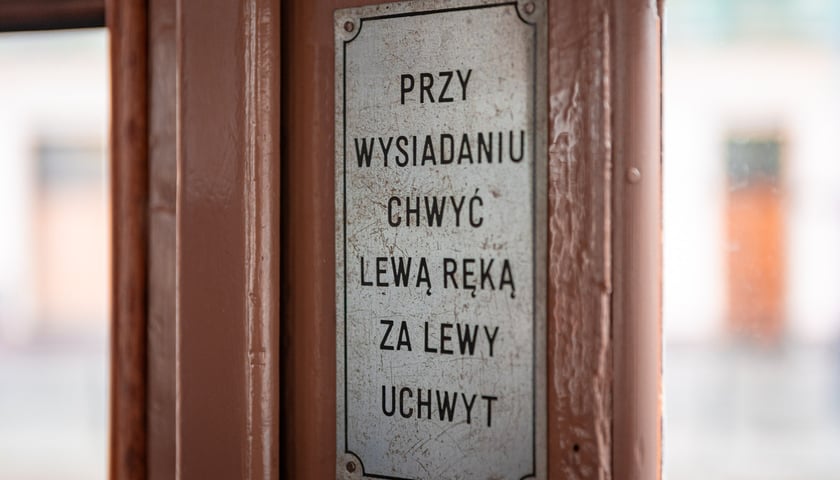 PRZY
WYSIADANIU
CHWYĆ
LEWĄ RĘKĄ
ZA LEWY
UCHWYT